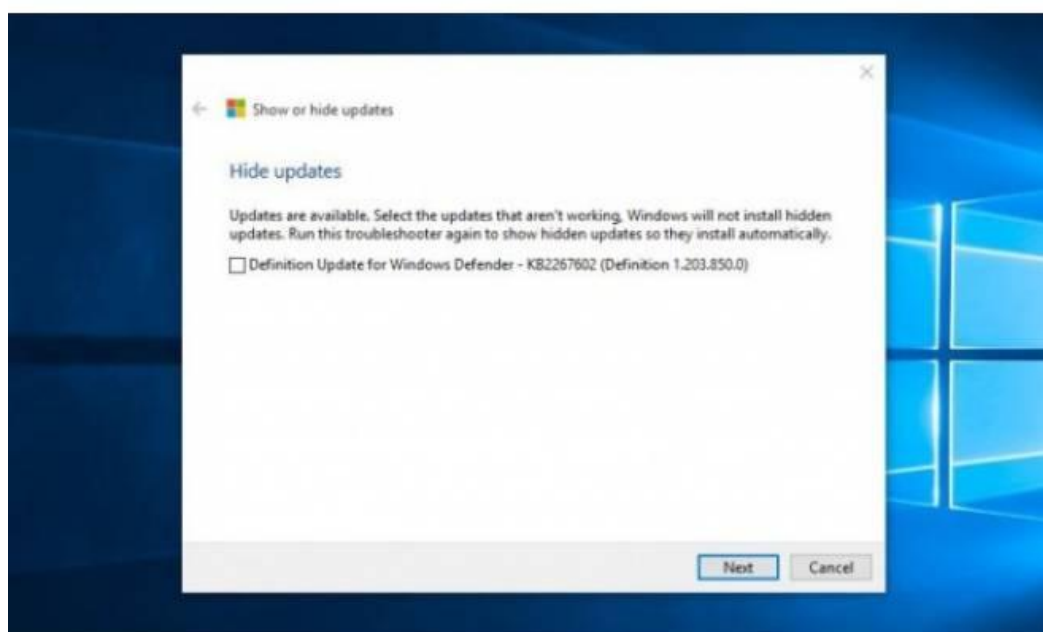 Show or hide updates
Hide updates
Updates are available. Select the updates that aren't working, Windows will not install hidden
updates. Run this troubleshooter again to show hidden updates so they install automatically.
Definition Update for Windows Defender - KB2267602 (Definition 1.203.850.0)
Next Cancel